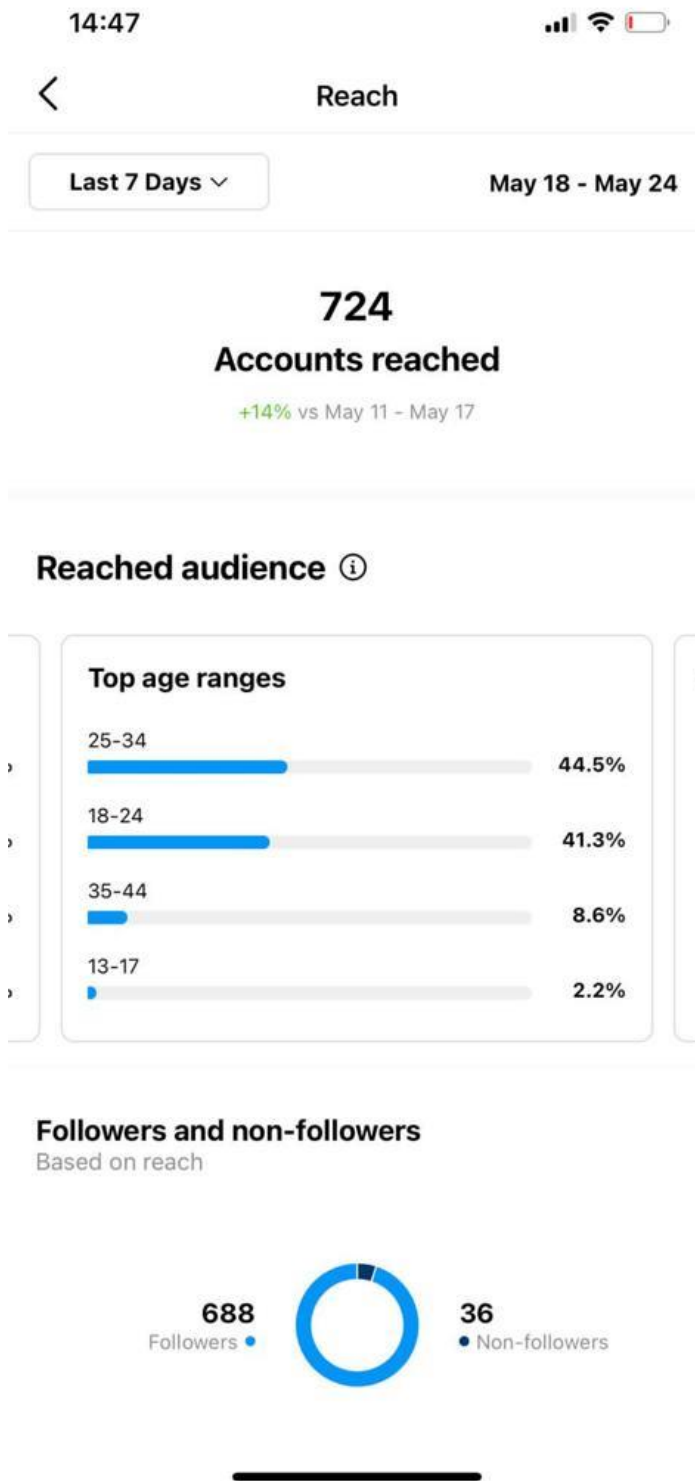 14:47
Reach
Last 7 Days
May 18 - May 24
724
Accounts reached
+14% vs May 11 - May 17
Reached audience
Top age ranges
25-34
44.5%
18-24
41.3%
35-44
8.6%
13-17
2.2%
Followers and non-followers
Based on reach
688
Followers
36
Non-followers